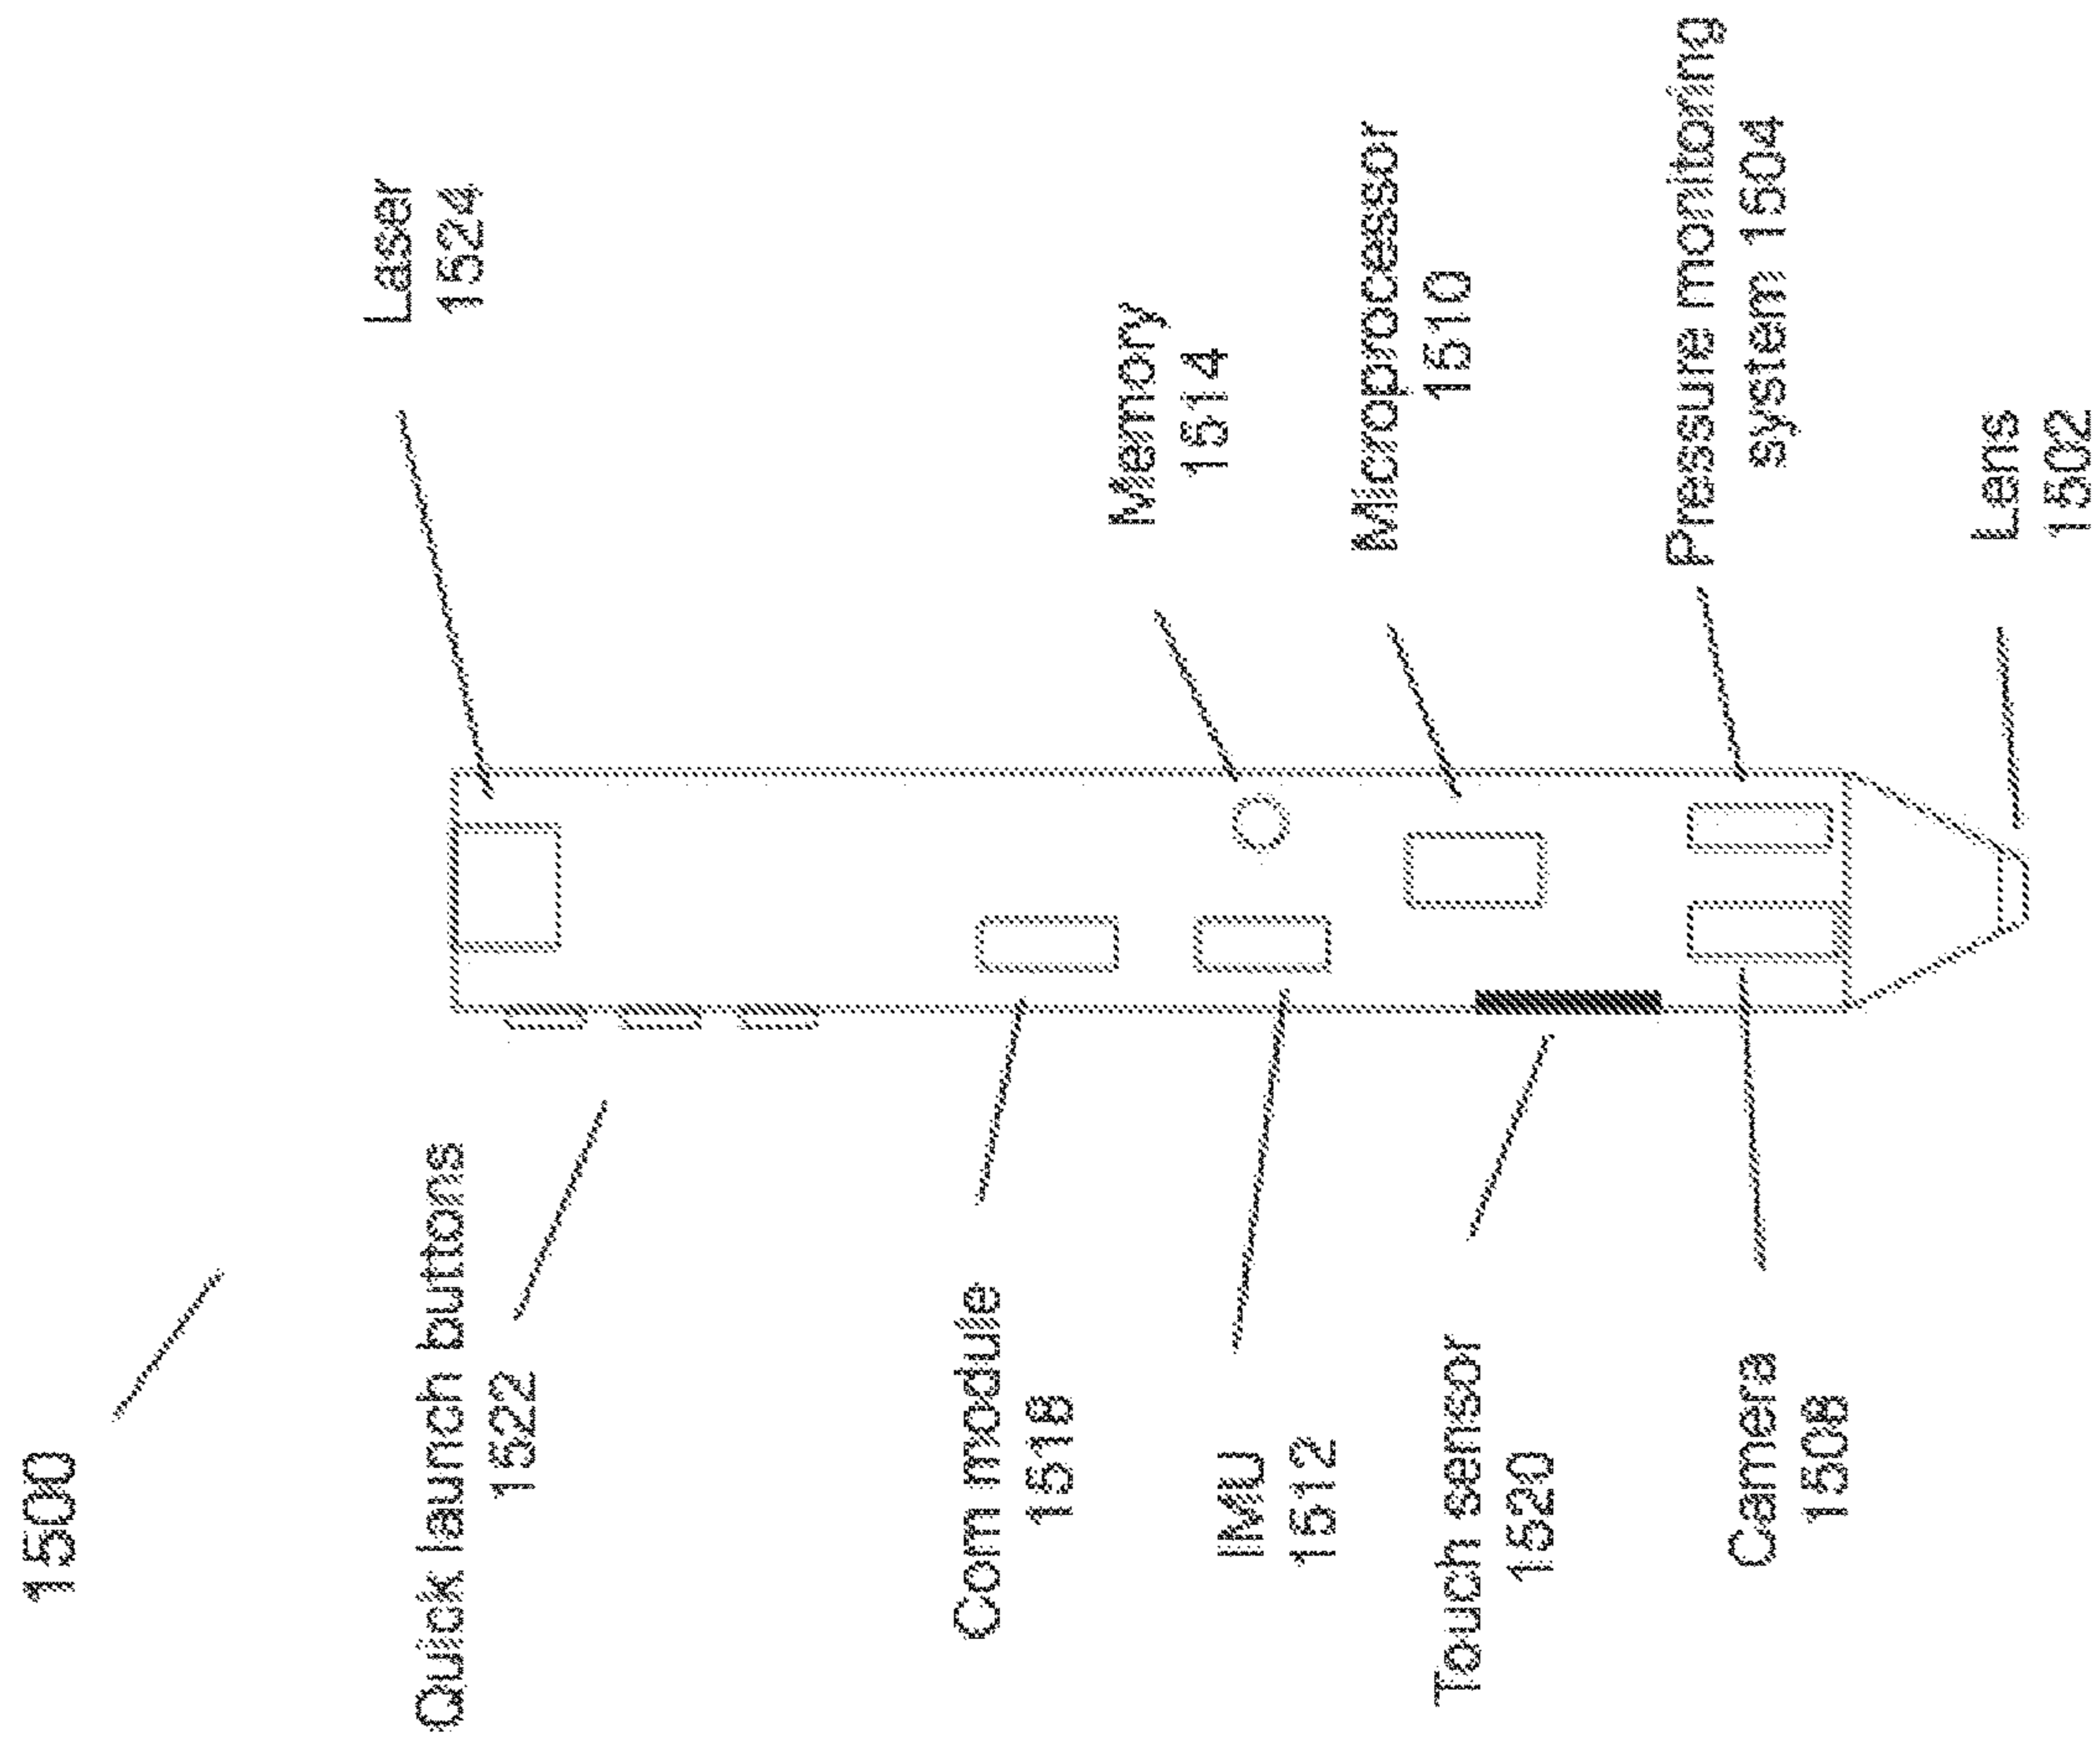 1500
Quick launch buttons
1522
Laser
1524
Com module
1518
Memory
1514
IMU
1512
Microprocessor
1510
Touch sensor
1520
Pressure monitoring
system 1504
Camera
1508
Lens
1502